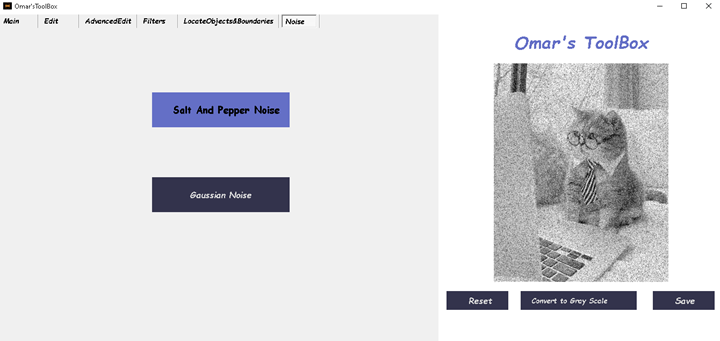 Omar'sToolBox
Main Edit AdvancedEdit Filters LocateObjects&Boundaries Noise
Omar's ToolBox
Salt And Pepper Noise
Gaussian Noise
Reset Convert to Gray Scale Save